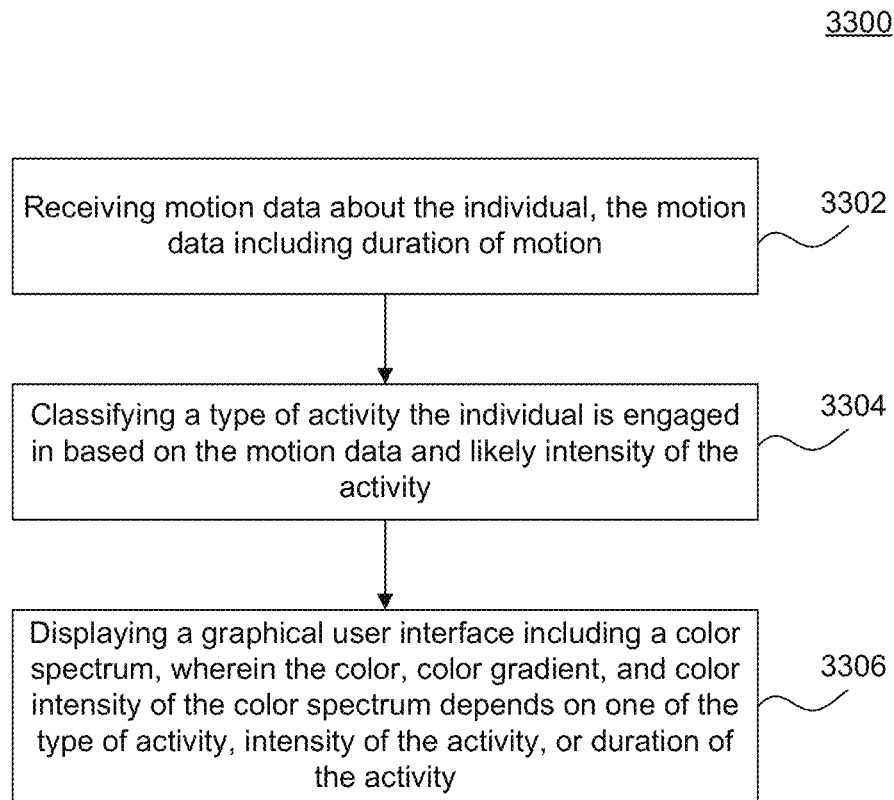 3300
Receiving motion data about the individual, the motion
data including duration of motion
3302
Classifying a type of activity the individual is engaged
in based on the motion data and likely intensity of the
activity
3304
Displaying a graphical user interface including a color
spectrum, wherein the color, color gradient, and color
intensity of the color spectrum depends on one of the
type of activity, intensity of the activity, or duration of
the activity
3306